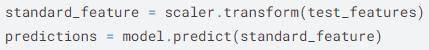 standard_feature = scaler.transform(test_features)
predictions = model.predict(standard_feature)